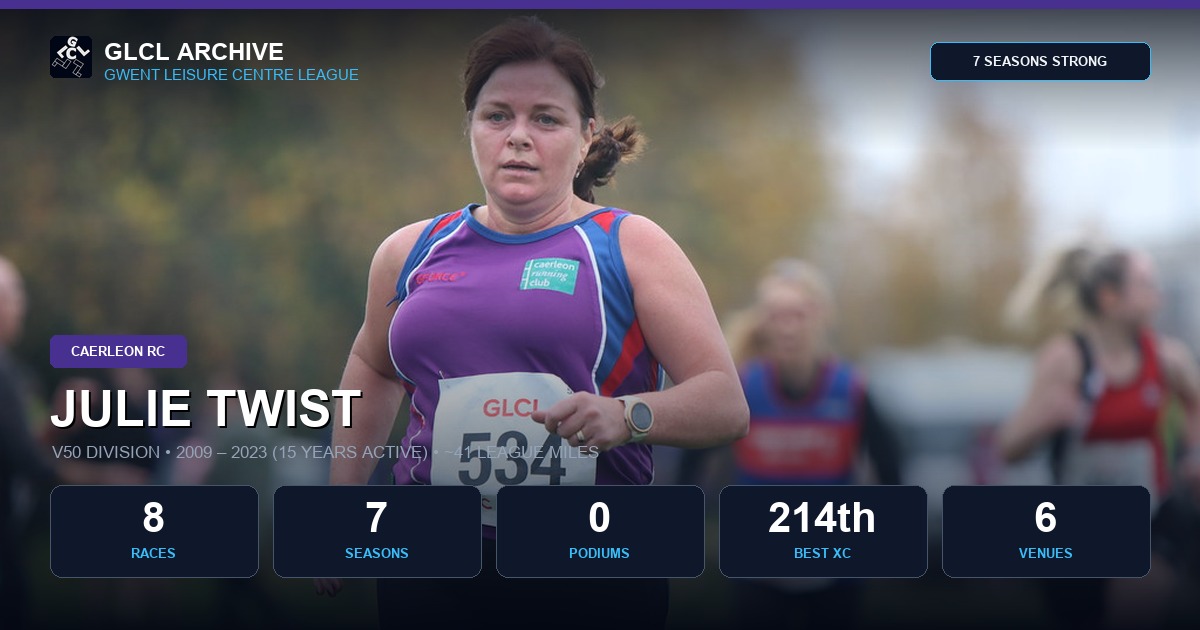 GLCL ARCHIVE
GWENT LEISURE CENTRE LEAGUE
7 SEASONS STRONG
caerleon
running
club
CAERLEON RC
JULIE TWIST
GLCL
534
V50 DIVISION • 2009 – 2023 (15 YEARS ACTIVE) • ~41 LEAGUE MILES
8
RACES
7
SEASONS
0
PODIUMS
214th
BEST XC
6
VENUES